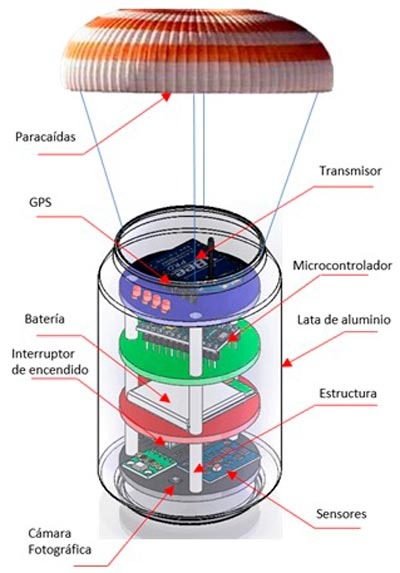 Paracaídas
Transmisor
GPS
Microcontrolador
Batería
Lata de aluminio
Interruptor
de encendido
Estructura
Sensores
Cámara
Fotográfica